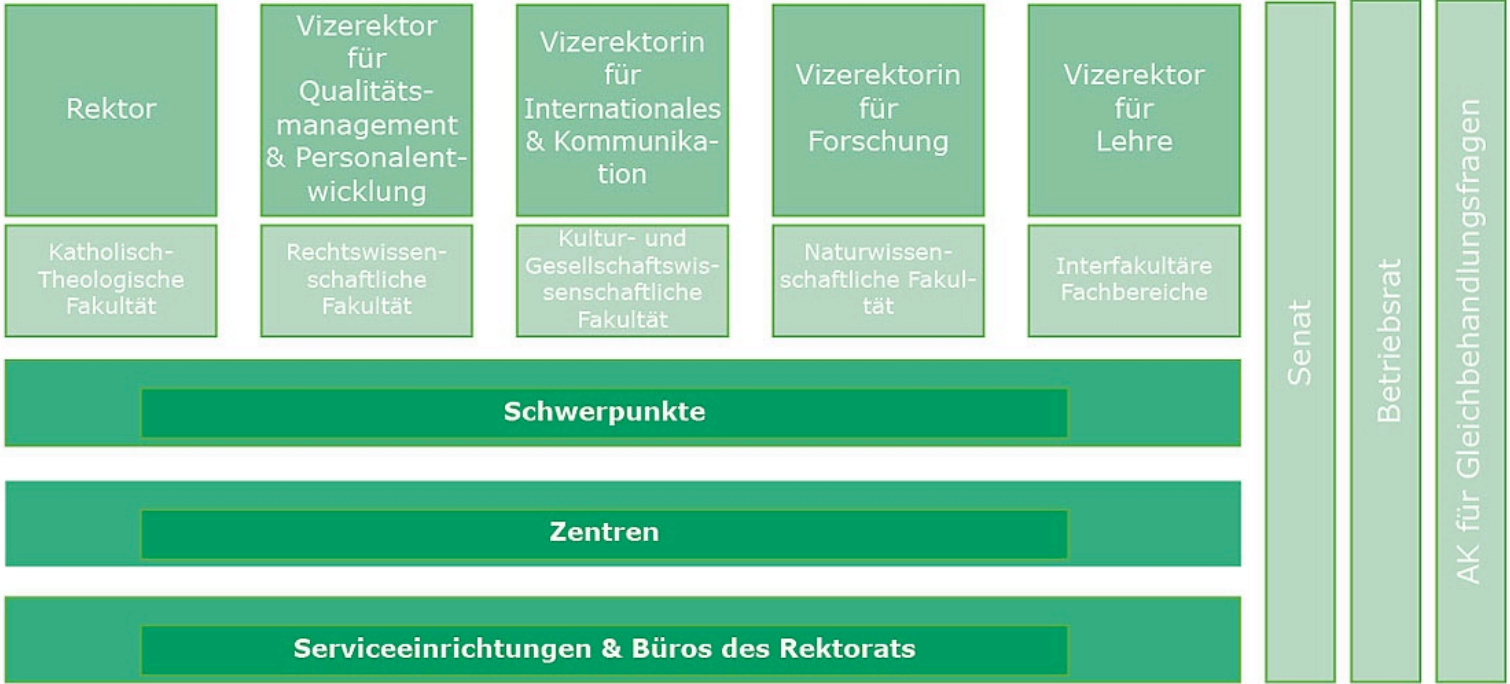 Rektor
Vizerektor
für
Qualitäts-
management
& Personalent-
wicklung
Vizerektorin
für
Internationales
& Kommunika-
tion
Vizerektorin
für
Forschung
Vizerektor
für
Lehre
Katholisch-
Theologische
Fakultät
Rechtswissen-
schaftliche
Fakultät
Kultur- und
Gesellschaftswis-
senschaftliche
Fakultät
Naturwissen-
schaftliche Fakul-
tät
Interfakultäre
Fachbereiche
Schwerpunkte
Zentren
Serviceeinrichtungen & Büros des Rektorats
Senat
Betriebsrat
AK für Gleichbehandlungsfragen